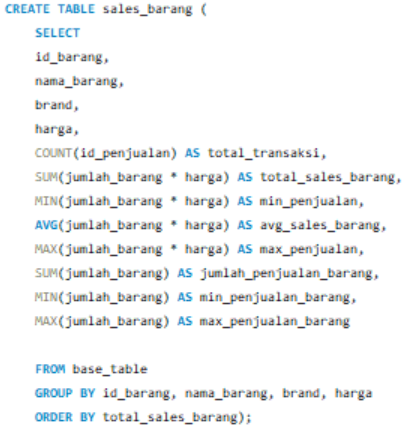 CREATE TABLE sales_barang (
SELECT
id_barang,
nama_barang,
brand,
harga,
COUNT(id_penjualan) AS total_transaksi,
SUM(jumlah_barang * harga) AS total_sales_barang,
MIN(jumlah_barang * harga) AS min_penjualan,
AVG(jumlah_barang * harga) AS avg_sales_barang,
MAX(jumlah_barang * harga) AS max_penjualan,
SUM(jumlah_barang) AS jumlah_penjualan_barang,
MIN(jumlah_barang) AS min_penjualan_barang,
MAX(jumlah_barang) AS max_penjualan_barang
FROM base_table
GROUP BY id_barang, nama_barang, brand, harga
ORDER BY total_sales_barang);